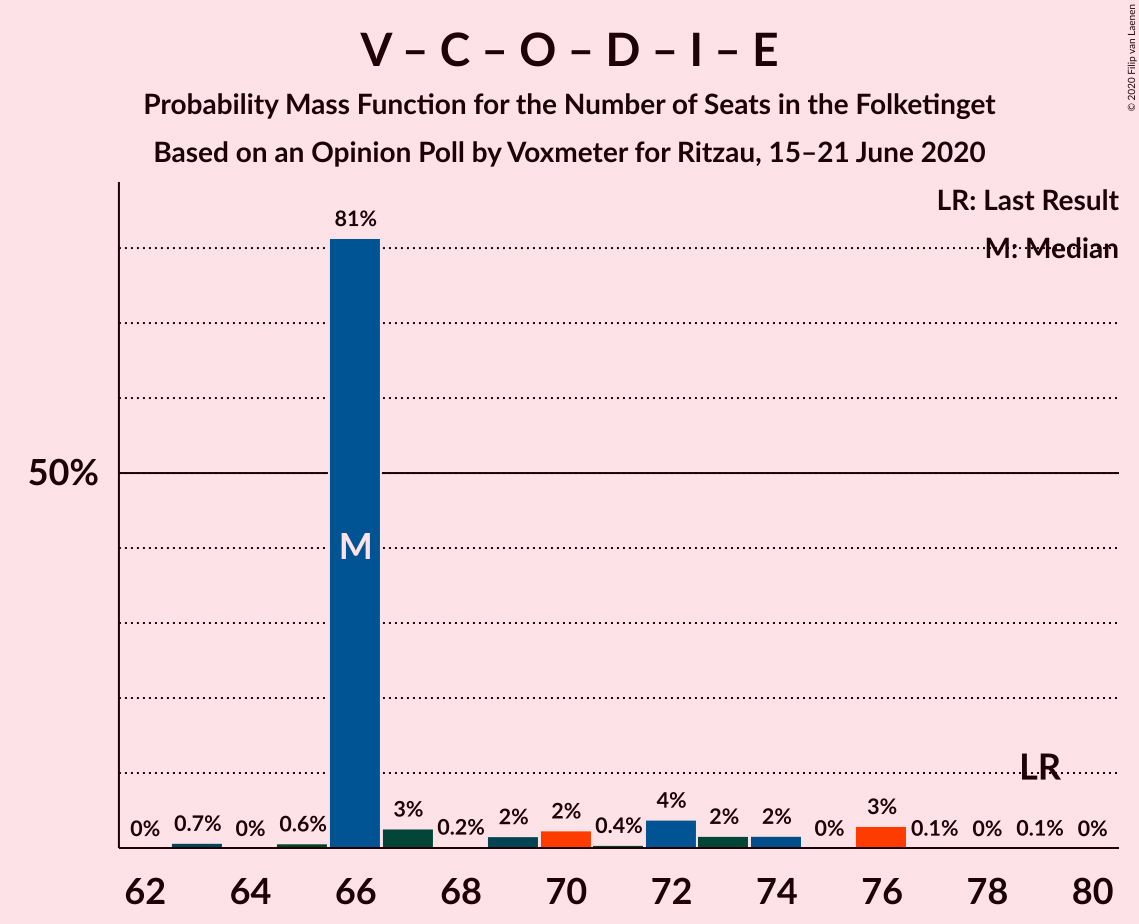 V – C – O – D – I – E
Probability Mass Function for the Number of Seats in the Folketinget
Based on an Opinion Poll by Voxmeter for Ritzau, 15–21 June 2020
© 2020 Filip van Laenen
LR: Last Result
M: Median
50%
0% 0.7% 0% 0.6% 81% 3% 0.2% 2% 2% 0.4% 4% 2% 2% 0% 3% 0.1% 0% 0.1% 0%
M
LR
62 64 66 68 70 72 74 76 78 80